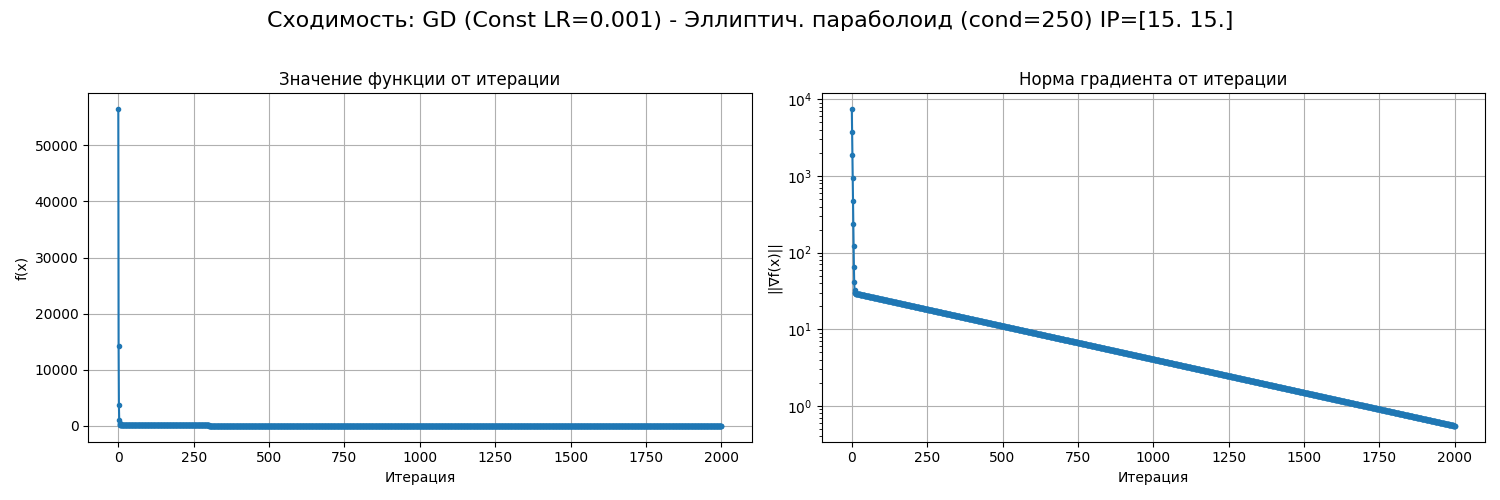 Сходимость: GD (Const LR=0.001) - Эллиптич. параболоид (cond=250) IP=[15. 15.]
Значение функции от итерации
f(x)
50000
40000
30000
20000
10000
0
0 250 500 750 1000 1250 1500 1750 2000
Итерация
Норма градиента от итерации
||∇f(x)||
10⁴
10³
10²
10¹
10⁰
0 250 500 750 1000 1250 1500 1750 2000
Итерация